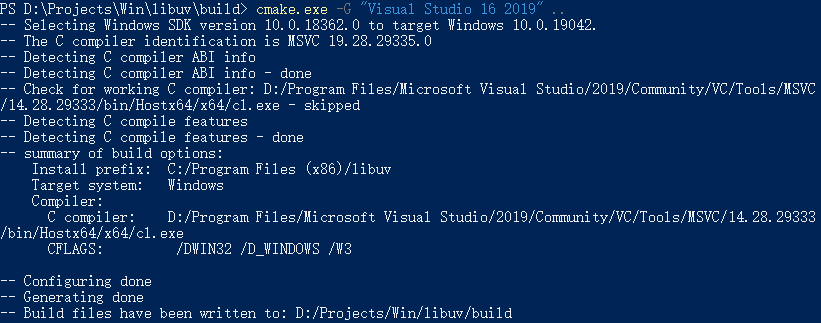 PS D:\Projects\Win\libuv\build> cmake.exe -G "Visual Studio 16 2019" ..
-- Selecting Windows SDK version 10.0.18362.0 to target Windows 10.0.19042.
-- The C compiler identification is MSVC 19.28.29335.0
-- Detecting C compiler ABI info
-- Detecting C compiler ABI info - done
-- Check for working C compiler: D:/Program Files/Microsoft Visual Studio/2019/Community/VC/Tools/MSVC
/14.28.29333/bin/Hostx64/x64/cl.exe - skipped
-- Detecting C compile features
-- Detecting C compile features - done
-- summary of build options:
    Install prefix:  C:/Program Files (x86)/libuv
    Target system:   Windows
    Compiler:
      C compiler:    D:/Program Files/Microsoft Visual Studio/2019/Community/VC/Tools/MSVC/14.28.29333
/bin/Hostx64/x64/cl.exe
      CFLAGS:         /DWIN32 /D_WINDOWS /W3
-- Configuring done
-- Generating done
-- Build files have been written to: D:/Projects/Win/libuv/build